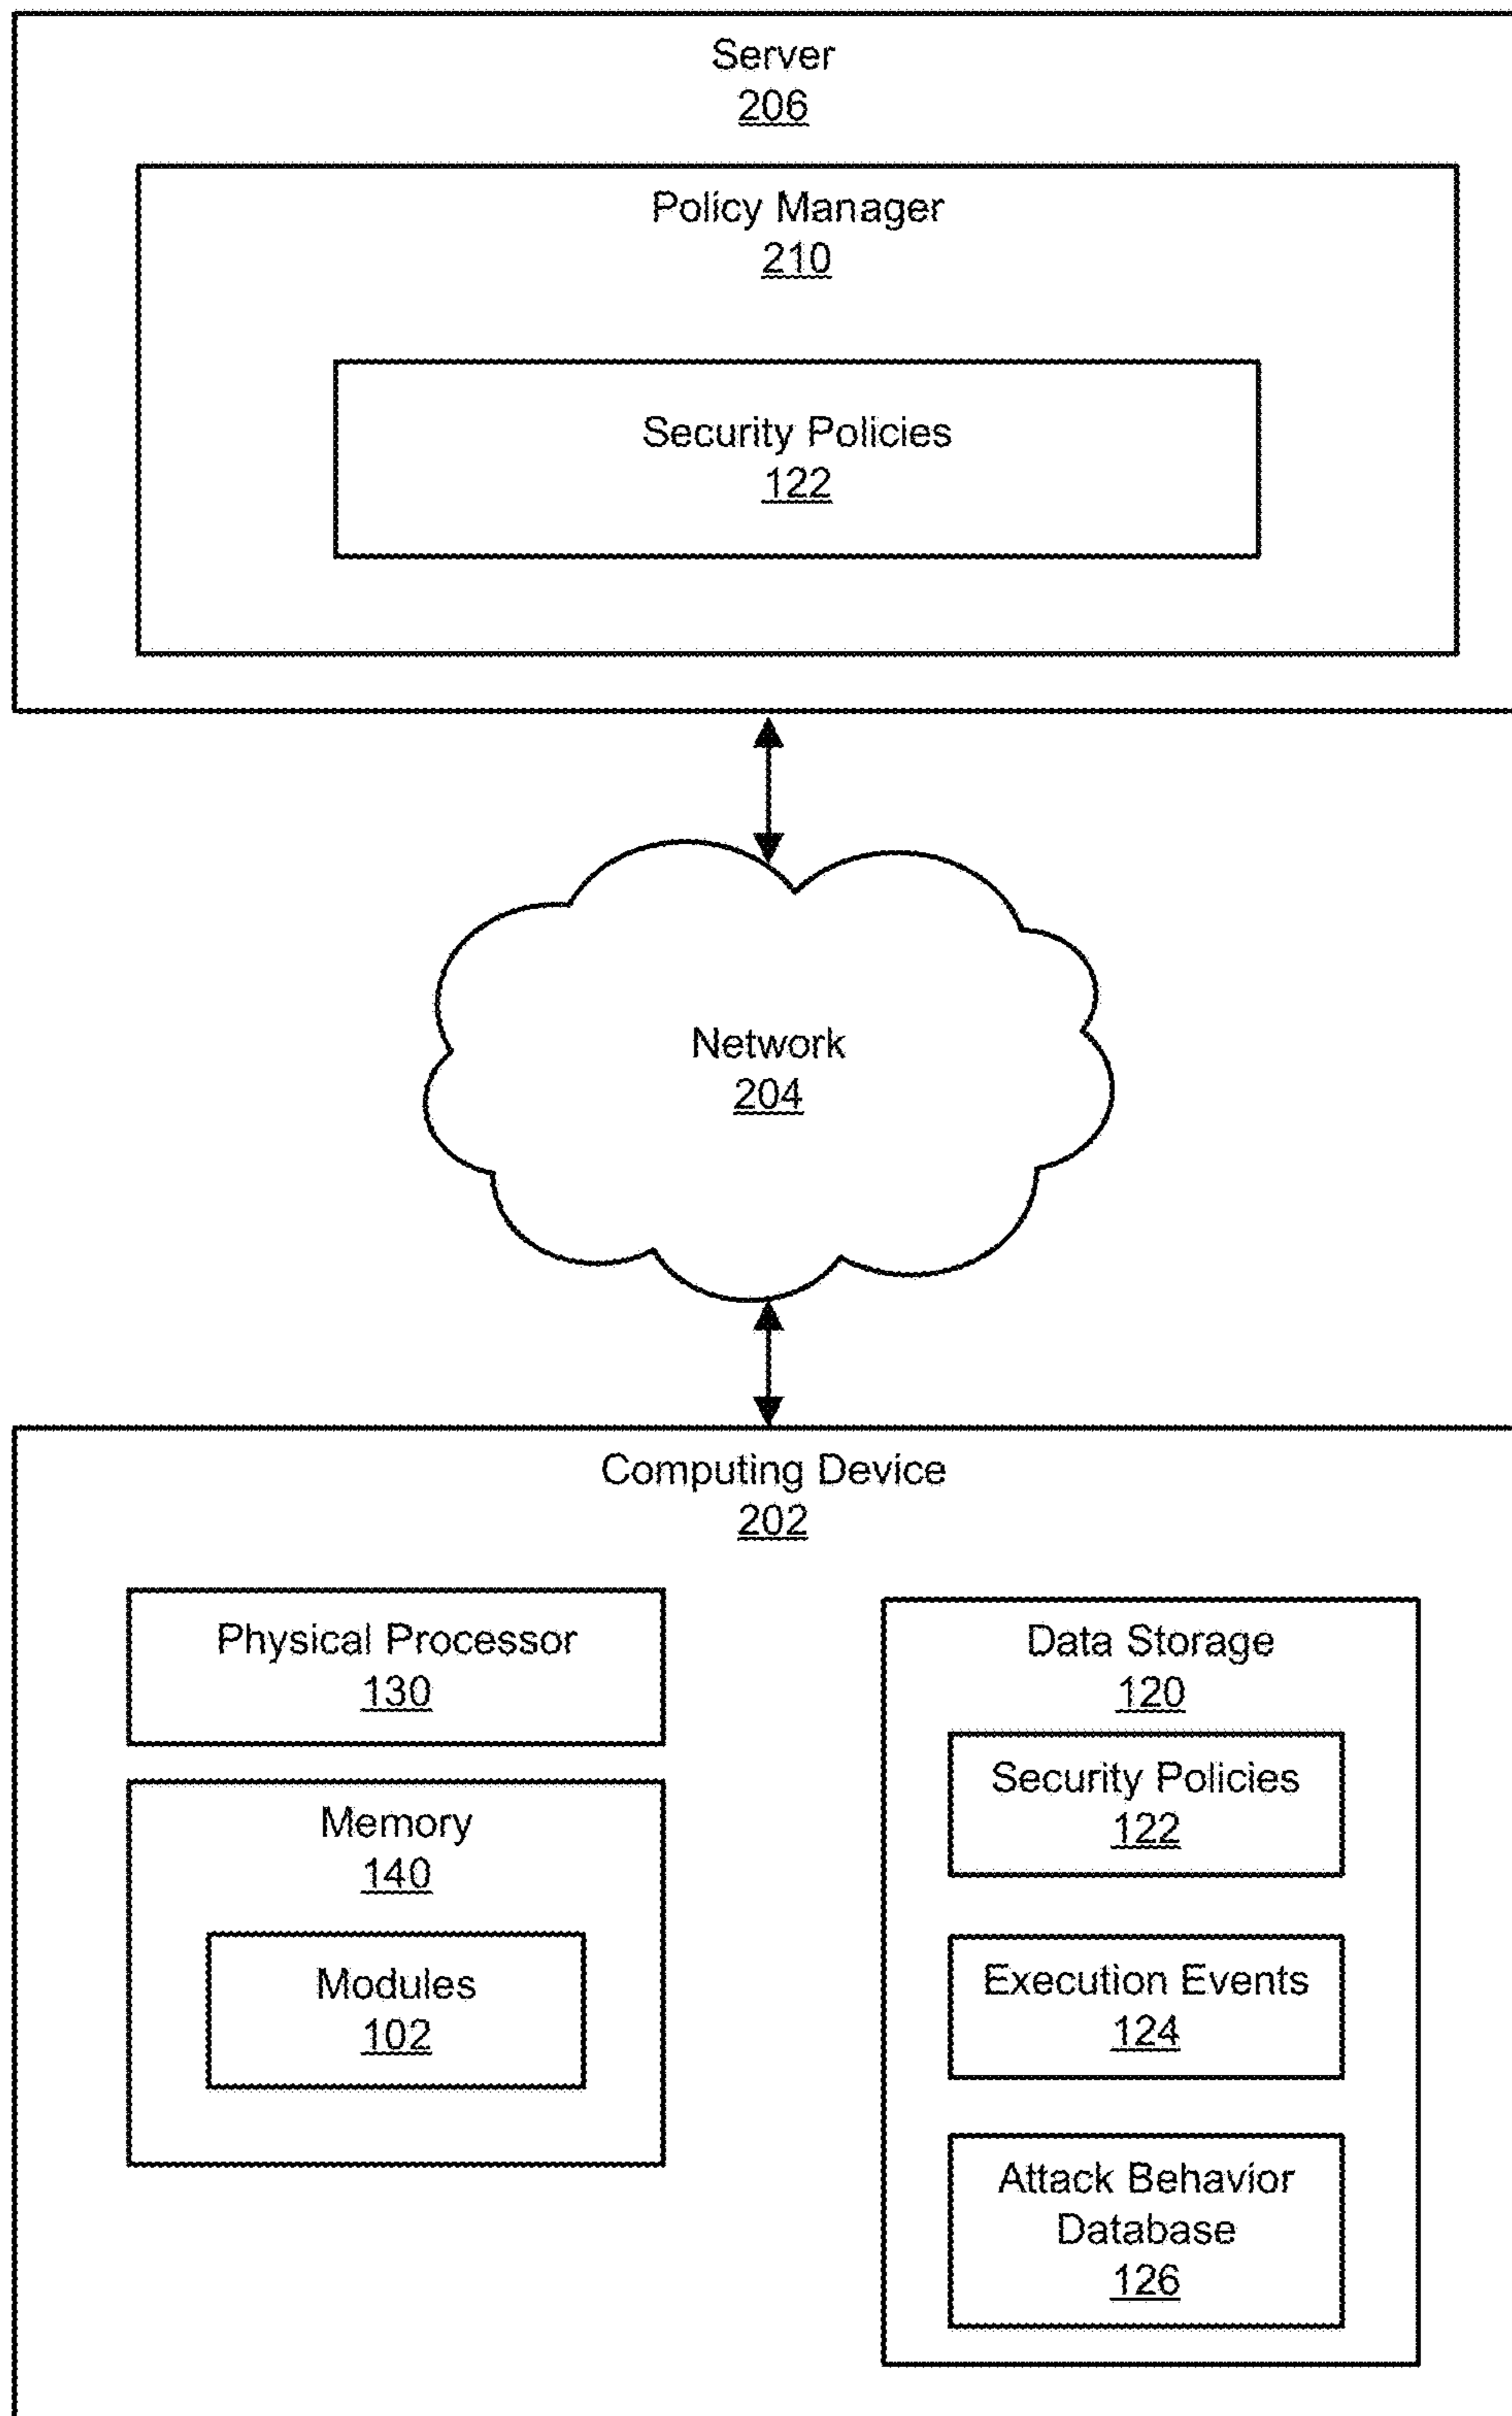 Server
206
Policy Manager
210
Security Policies
122
Network
204
Computing Device
202
Physical Processor
130
Memory
140
Modules
102
Data Storage
120
Security Policies
122
Execution Events
124
Attack Behavior
Database
126